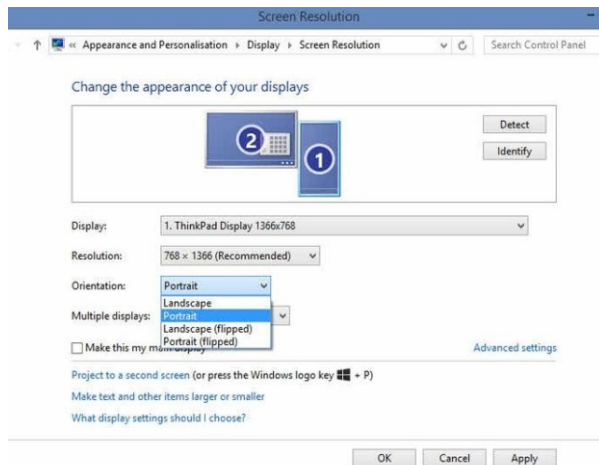 Screen Resolution
« Appearance and Personalisation Display Screen Resolution Search Control Panel
Change the appearance of your displays
2
1
Detect
Identify
Display: 1. ThinkPad Display 1366x768
Resolution: 768 × 1366 (Recommended)
Orientation: Portrait
Landscape
Multiple displays: Portrait
Landscape (flipped)
Portrait (flipped)
Make this my main display Advanced settings
Project to a second screen (or press the Windows logo key + P)
Make text and other items larger or smaller
What display settings should I choose?
OK Cancel Apply